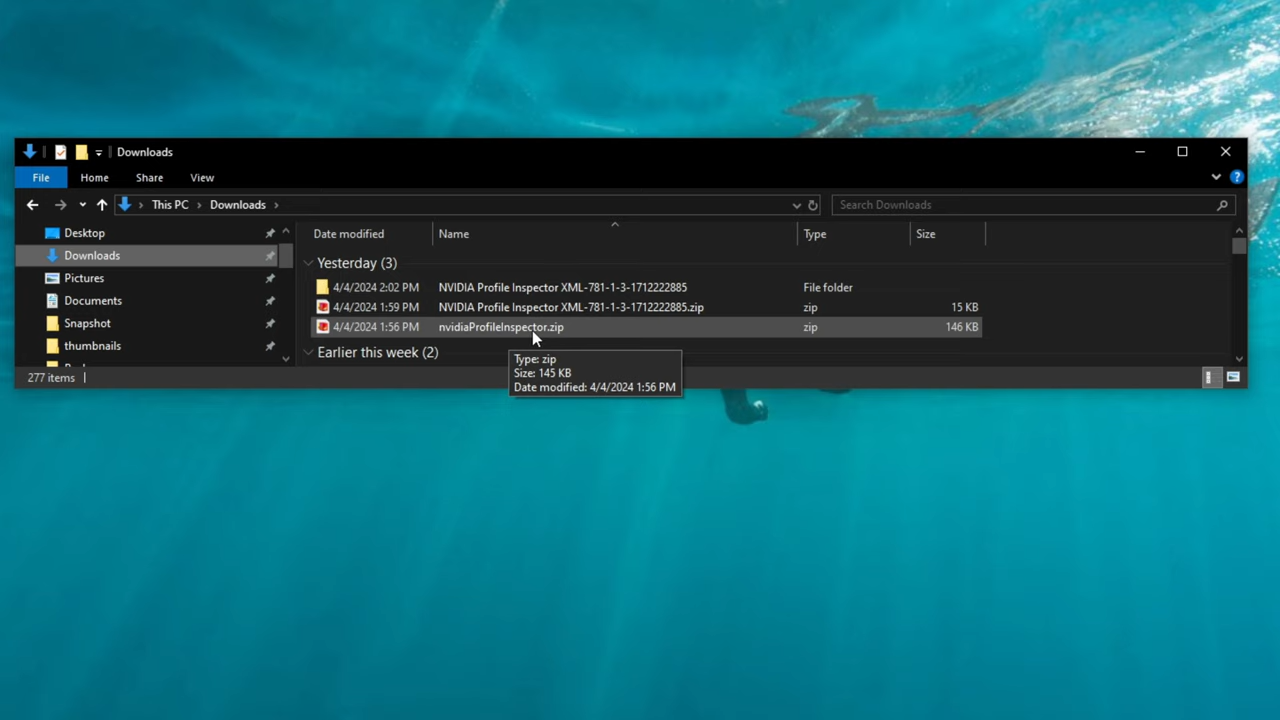 Downloads
File Home Share View
This PC Downloads Search Downloads
Desktop
Downloads
Pictures
Documents
Snapshot
thumbnails
Date modified Name Type Size
Yesterday (3)
4/4/2024 2:02 PM NVIDIA Profile Inspector XML-781-1-3-1712222885 File folder
4/4/2024 1:59 PM NVIDIA Profile Inspector XML-781-1-3-1712222885.zip zip 15 KB
4/4/2024 1:56 PM nvidiaProfileInspector.zip zip 146 KB
Earlier this week (2)
Type: zip
Size: 145 KB
Date modified: 4/4/2024 1:56 PM
277 items